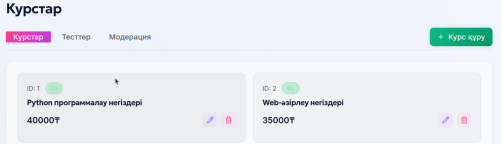 Курстар
Курстар Тесттер Модерация + Курс құру
ID: 1
Python программалау негіздері
40000₸
ID: 2
Web-әзірлеу негіздері
35000₸